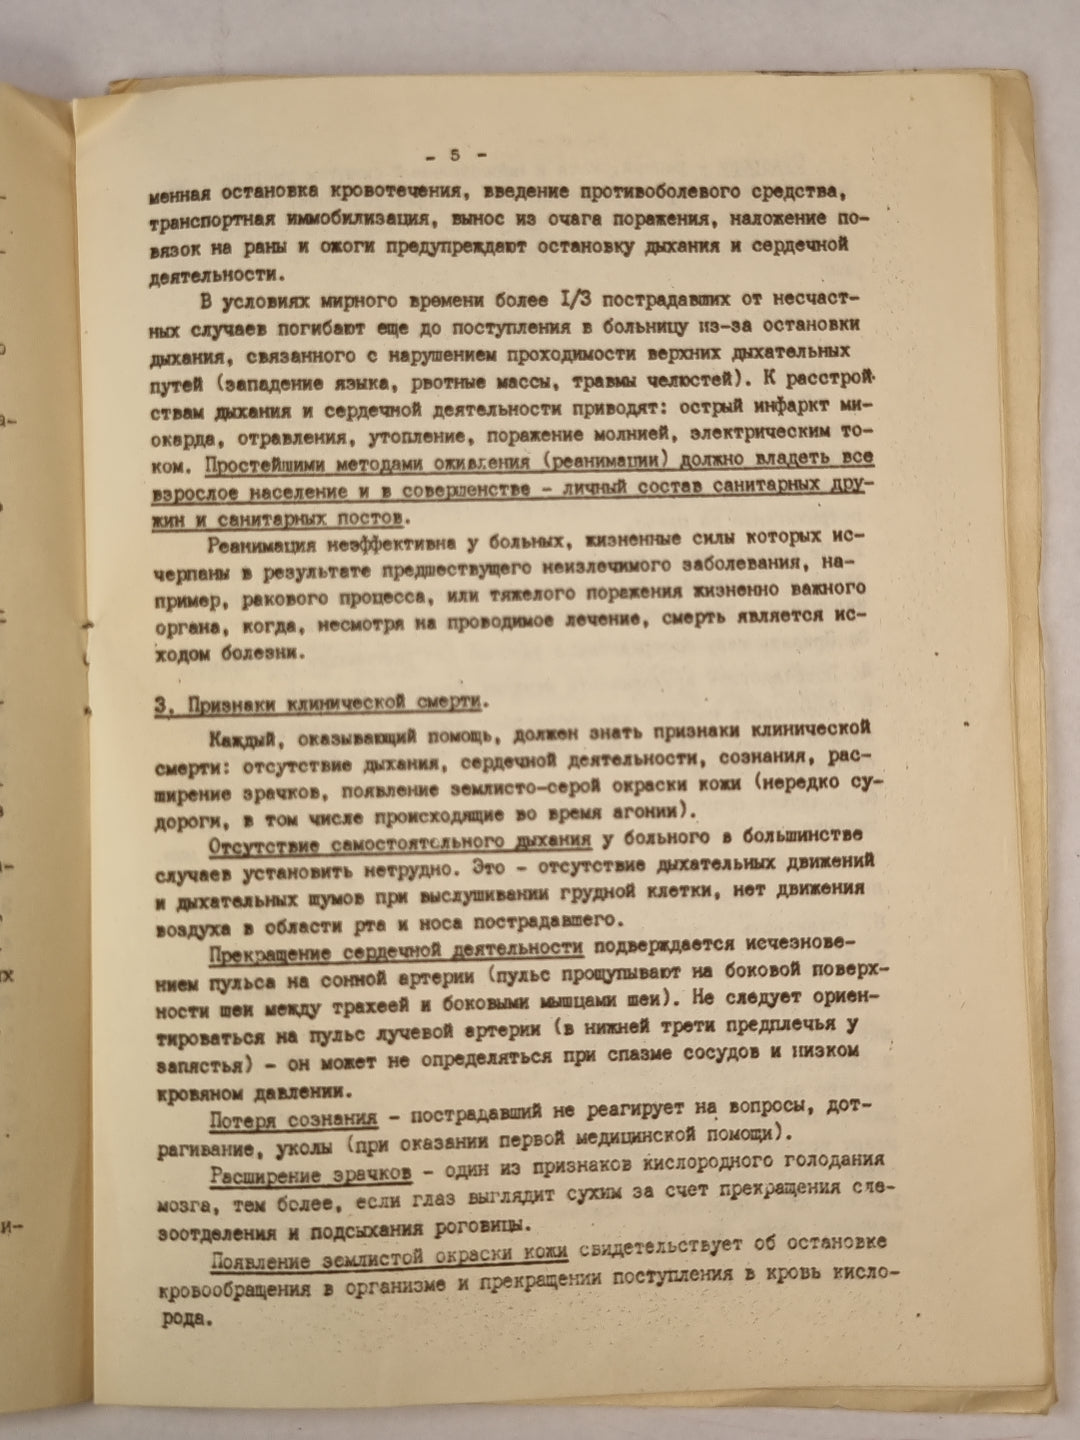 - 5 -
менная остановка кровотечения, введение противоболевого средства,
транспортная иммобилизация, вынос из очага поражения, наложение по-
вязок на раны и ожоги предупреждают остановку дыхания и сердечной
деятельности.
В условиях мирного времени более I/3 пострадавших от несчаст-
ных случаев погибают еще до поступления в больницу из-за остановки
дыхания, связанного с нарушением проходимости верхних дыхательных
путей (западение языка, рвотные массы, травмы челюстей). К расстрой-
ствам дыхания и сердечной деятельности приводят: острый инфаркт ми-
окарда, отравления, утопление, поражение молнией, электрическим то-
ком. Простейшими методами оживления (реанимации) должно владеть все
взрослое население и в совершенстве - личный состав санитарных дру-
жин и санитарных постов.
Реанимация неэффективна у больных, жизненные силы которых ис-
черпаны в результате предшествущего неизлечимого заболевания, на-
пример, ракового процесса, или тяжелого поражения жизненно важного
органа, когда, несмотря на проводимое лечение, смерть является ис-
ходом болезни.
3. Признаки клинической смерти.
Каждый, оказывающий помощь, должен знать признаки клинической
смерти: отсутствие дыхания, сердечной деятельности, сознания, рас-
ширение зрачков, появление землисто-серой окраски кожи (нередко су-
дороги, в том числе происходящие во время агонии).
Отсутствие самостоятельного дыхания у больного в большинстве
случаев установить нетрудно. Это - отсутствие дыхательных движений
и дыхательных шумов при выслушивании грудной клетки, нет движения
воздуха в области рта и носа пострадавшего.
Прекращение сердечной деятельности подверждается исчезнове-
нием пульса на сонной артерии (пульс прощупывают на боковой поверх-
ности шеи между трахеей и боковыми мышцами шеи). Не следует ориен-
тироваться на пульс лучевой артерии (в нижней трети предплечья у
запястья) - он может не определяться при спазме сосудов и низком
кровяном давлении.
Потеря сознания - пострадавший не реагирует на вопросы, дот-
рагивание, уколы (при оказании первой медицинской помощи).
Расширение зрачков - один из признаков кислородного голодания
мозга, тем более, если глаз выглядит сухим за счет прекращения сле-
зоотделения и подсыхания роговицы.
Появление землистой окраски кожи свидетельствует об остановке
кровообращения в организме и прекращении поступления в кровь кисло-
рода.